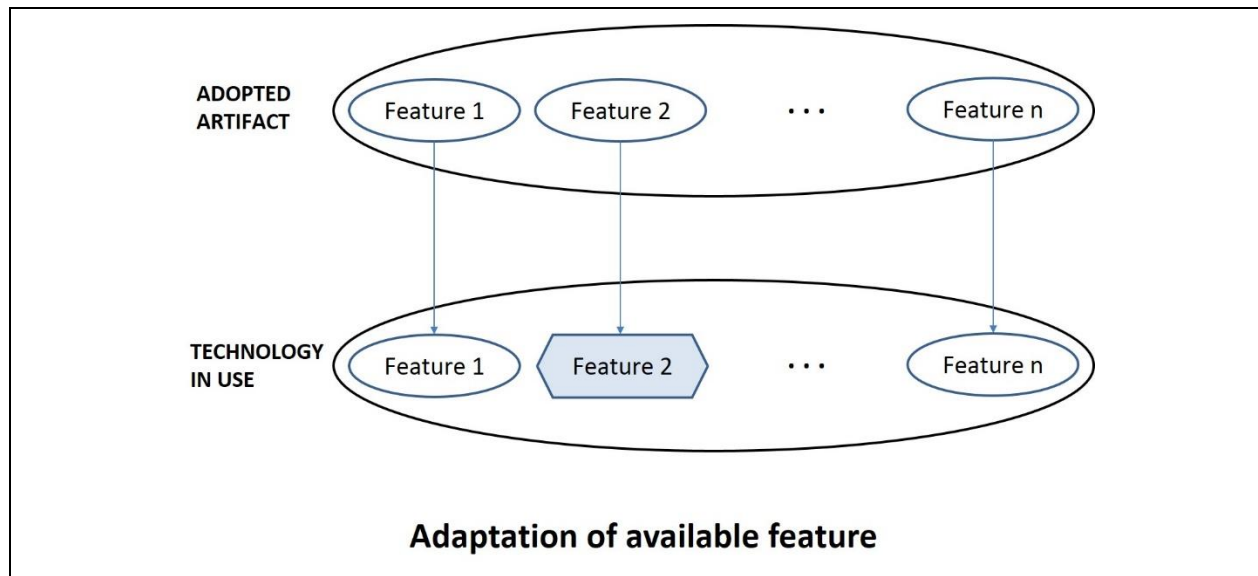 ADOPTED
ARTIFACT
Feature 1
Feature 2
...
Feature n
TECHNOLOGY
IN USE
Feature 1
Feature 2
...
Feature n
Adaptation of available feature